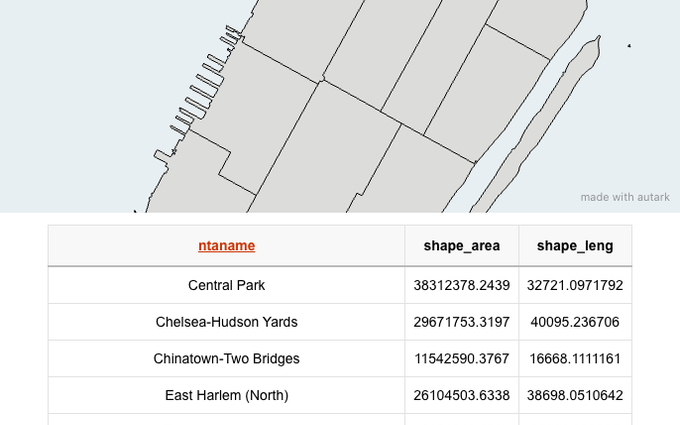 made with autark
ntaname shape_area shape_leng
Central Park 38312378.2439 32721.0971792
Chelsea-Hudson Yards 29671753.3197 40095.236706
Chinatown-Two Bridges 11542590.3767 16668.1111161
East Harlem (North) 26104503.6338 38698.0510642